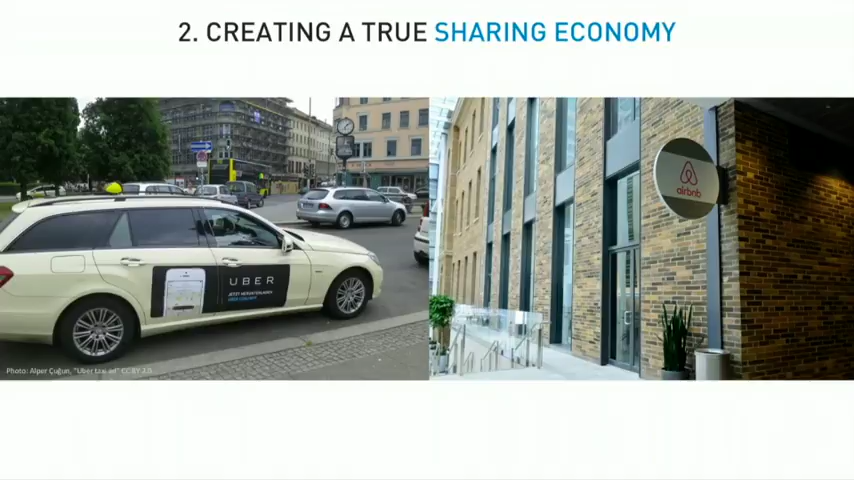 2. CREATING A TRUE SHARING ECONOMY
UBER
airbnb
Photo: Alper Çuğun, "Uber taxi ad" CC BY 2.0